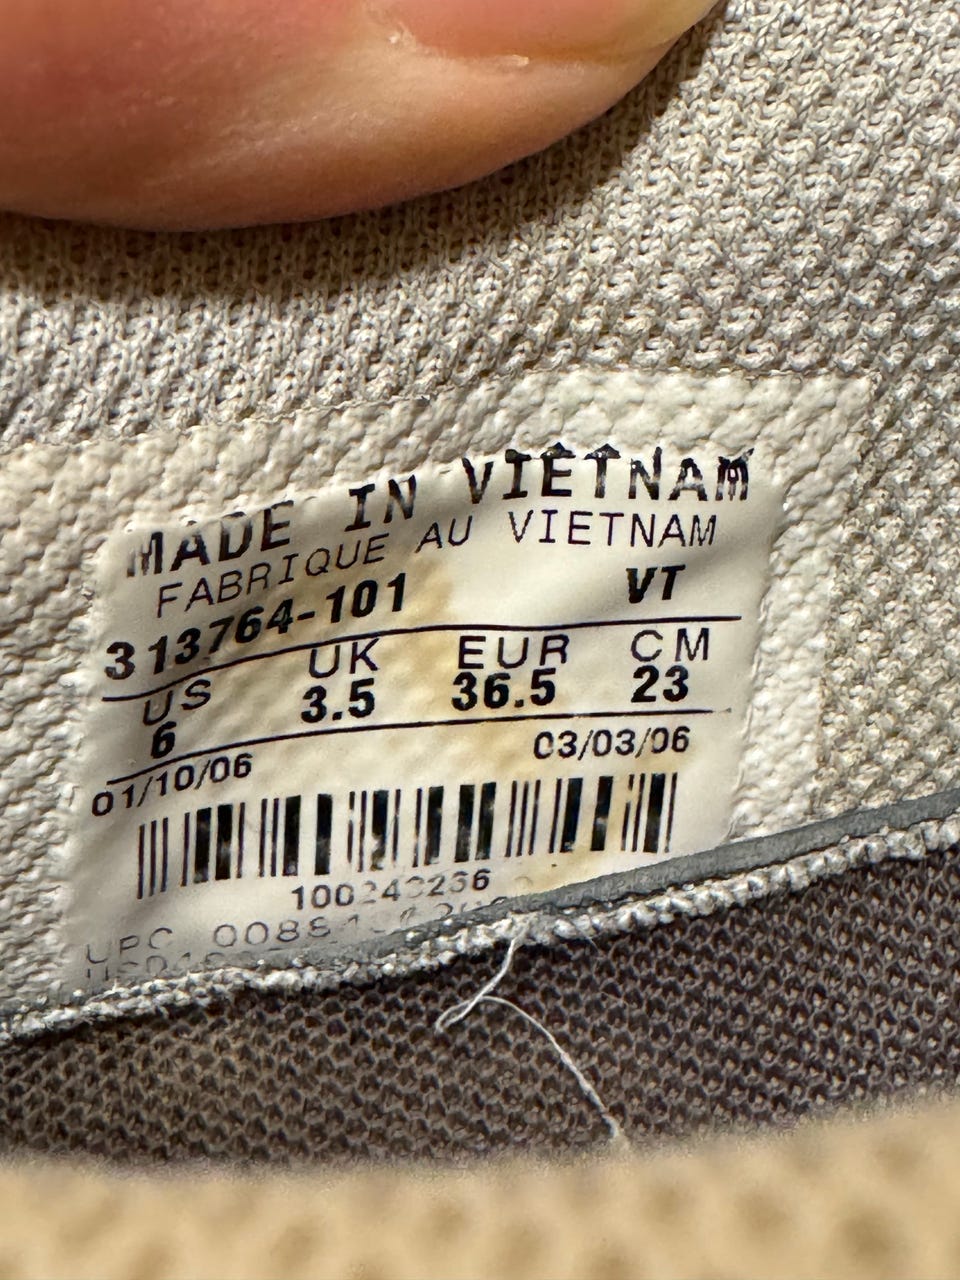 MADE IN VIETNAM
FABRIQUE AU VIETNAM
313764-101 VT
US UK EUR CM
6 3.5 36.5 23
01/10/06 03/03/06
UPC